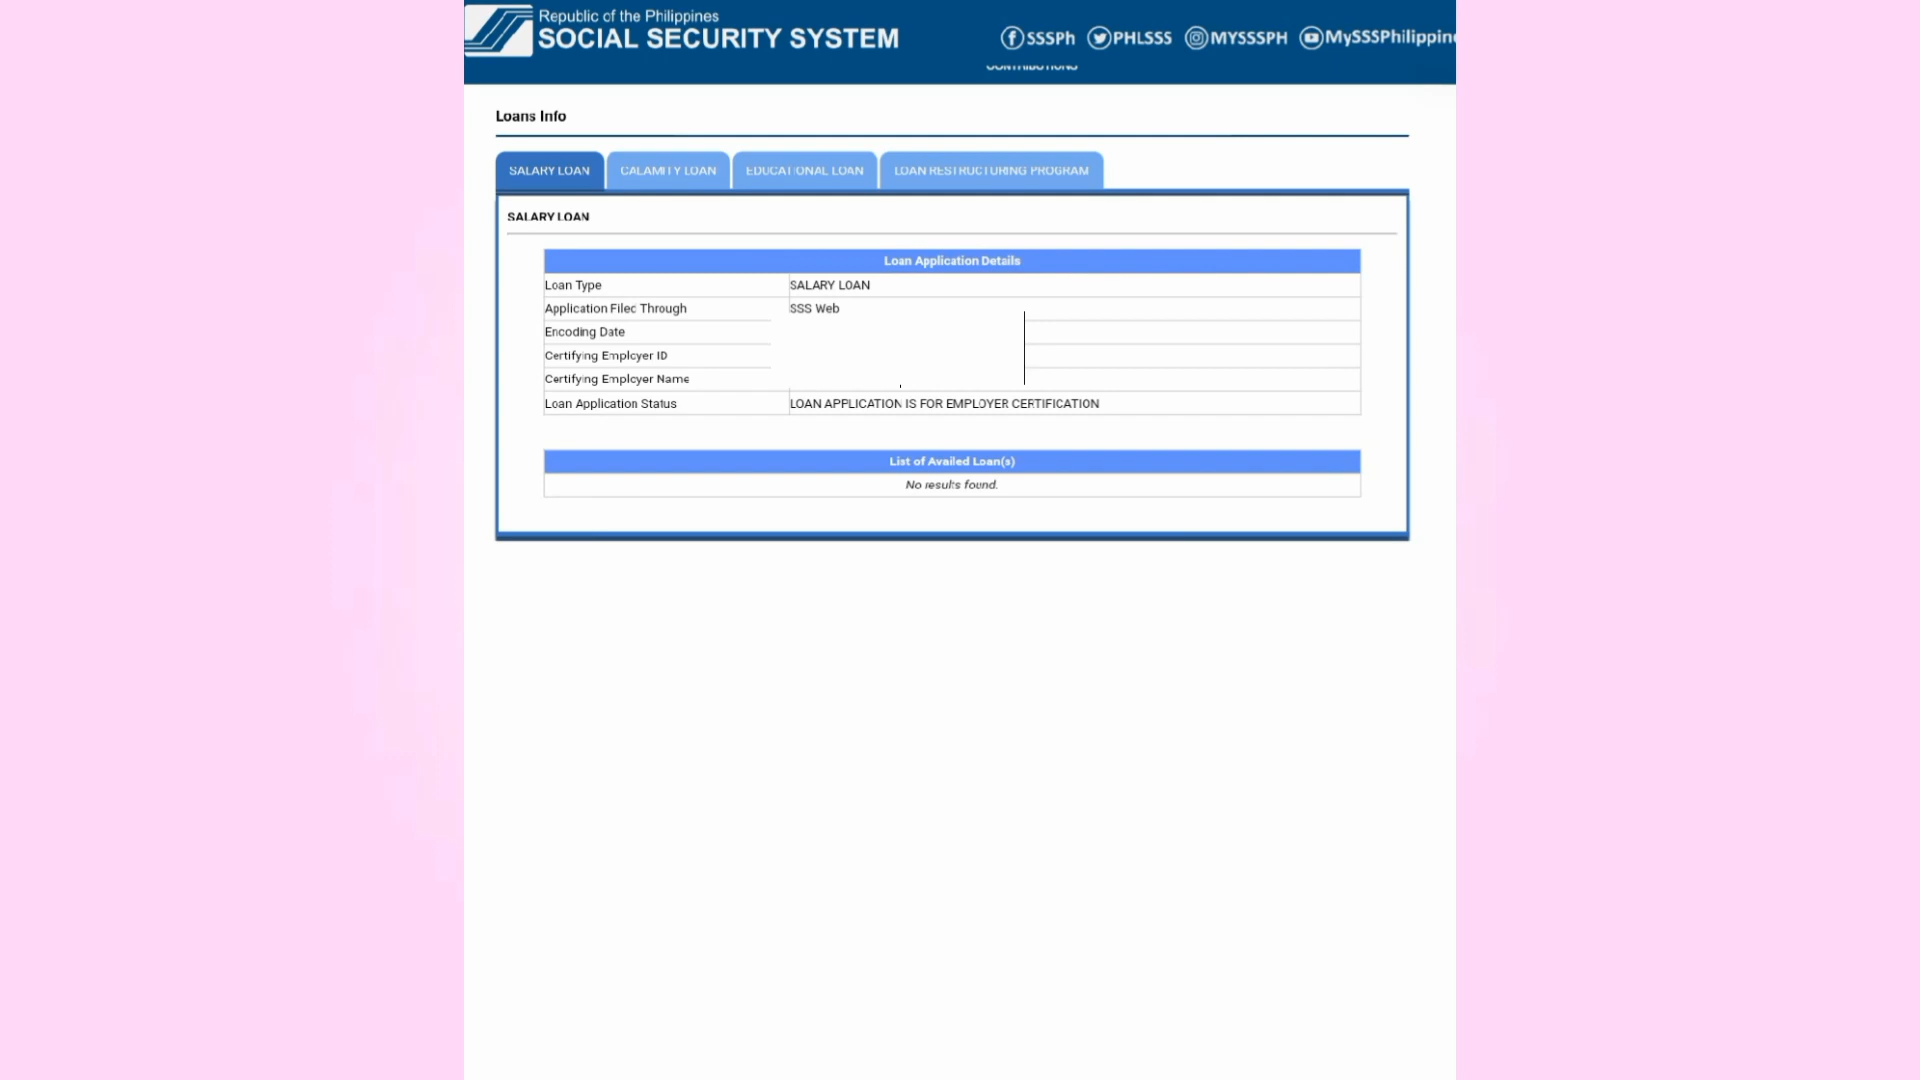 Republic of the Philippines
SOCIAL SECURITY SYSTEM
SSSPh PHLSSS MYSSSPH MySSSPhilippine
CONTRIBUTIONS
Loans Info
SALARY LOAN CALAMITY LOAN EDUCATIONAL LOAN LOAN RESTRUCTURING PROGRAM
SALARY LOAN
Loan Application Details
Loan Type SALARY LOAN
Application Filed Through SSS Web
Encoding Date
Certifying Employer ID
Certifying Employer Name
Loan Application Status LOAN APPLICATION IS FOR EMPLOYER CERTIFICATION
List of Availed Loan(s)
No results found.